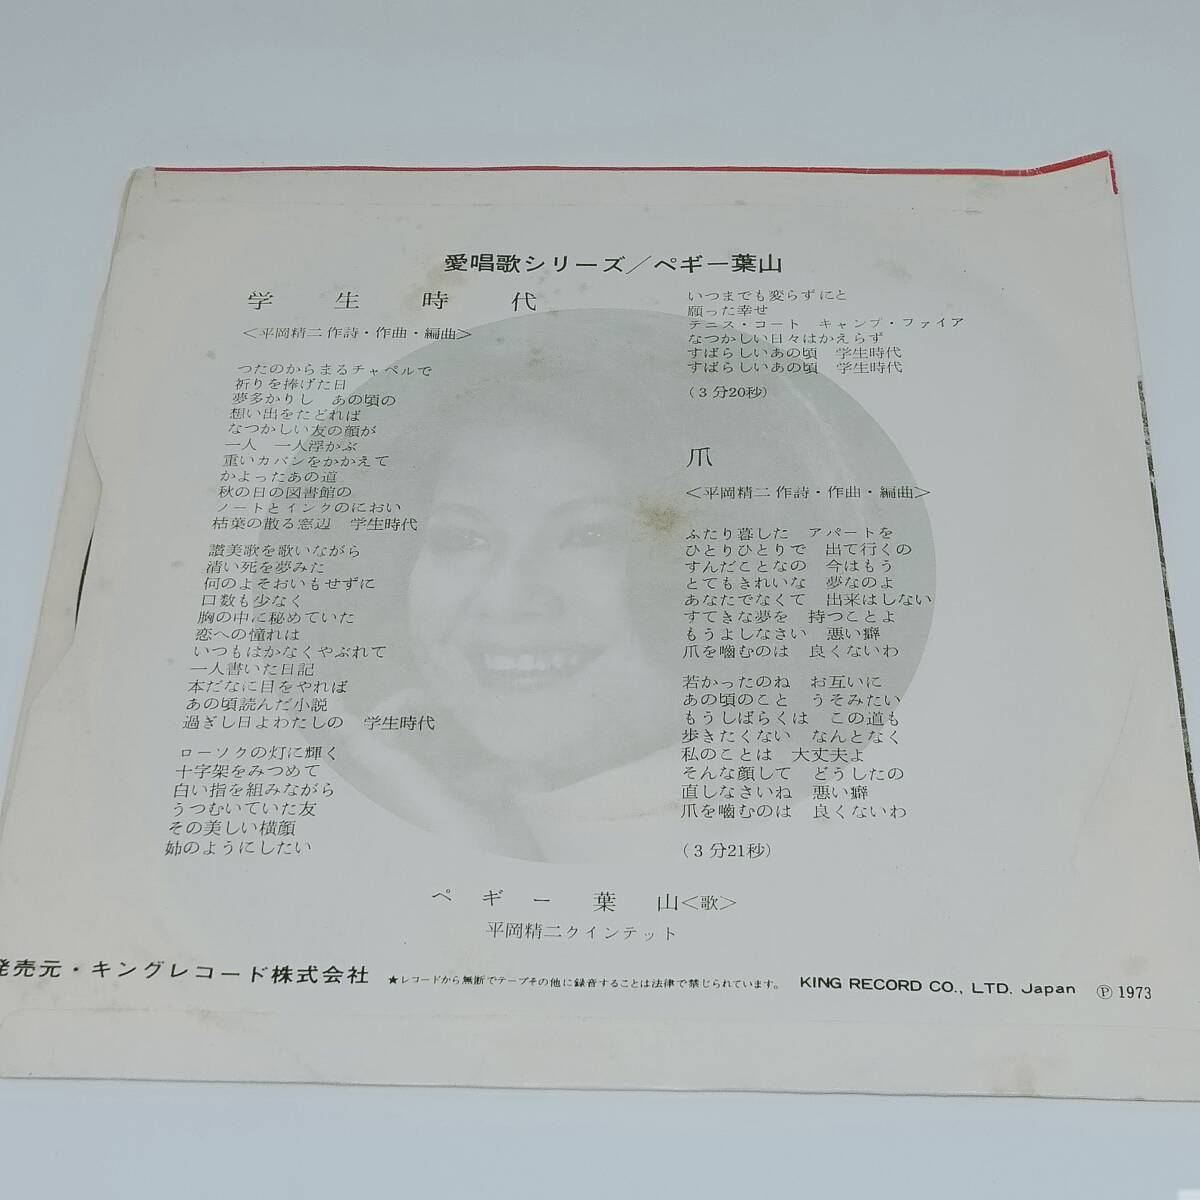 愛唱歌シリーズ／ペギー葉山
学生時代
＜平岡精二 作詩・作曲・編曲＞
つたのからまるチャペルで
祈りを捧げた日
夢多かりし　あの頃の
想い出をたどれば
なつかしい友の顔が
一人　一人浮かぶ
重いカバンをかかえて
かよったあの道
秋の日の図書館の
ノートとインクのにおい
枯葉の散る窓辺　学生時代
讃美歌を歌いながら
清い死を夢みた
何のよそおいもせずに
口数も少なく
胸の中に秘めていた
恋への憧れは
いつもはかなくやぶれて
一人書いた日記
本だなに目をやれば
あの頃読んだ小説
過ぎし日よわたしの　学生時代
ローソクの灯に輝く
十字架をみつめて
白い指を組みながら
うつむいていた友
その美しい横顔
姉のようにしたい
いつまでも変らずにと
願った幸せ
テニス・コート　キャンプ・ファイア
なつかしい日々はかえらず
すばらしいあの頃　学生時代
すばらしいあの頃　学生時代
（3分20秒）
爪
＜平岡精二 作詩・作曲・編曲＞
ふたり暮した　アパートを
ひとりひとりで　出て行くの
すんだことなの　今はもう
とてもきれいな　夢なのよ
あなたでなくて　出来はしない
すてきな夢を　持つことよ
もうよしなさい　悪い癖
爪を嚙むのは　良くないわ
若かったのね　お互いに
あの頃のこと　うそみたい
もうしばらくは　この道も
歩きたくない　なんとなく
私のことは　大丈夫よ
そんな顔して　どうしたの
直しなさいね　悪い癖
爪を嚙むのは　良くないわ
（3分21秒）
ペギー葉山＜歌＞
平岡精二クインテット
発売元・キングレコード株式会社　★レコードから無断でテープその他に録音することは法律で禁じられています。　KING RECORD CO., LTD. Japan　Ⓟ 1973